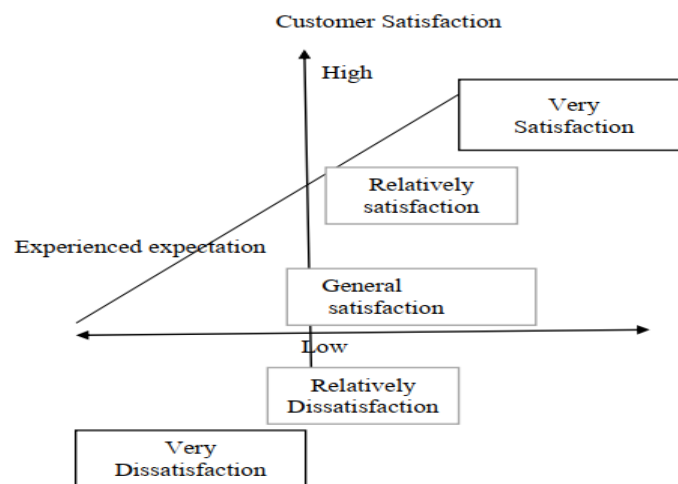 Customer Satisfaction
High
Very
Satisfaction
Relatively
satisfaction
Experienced expectation
General
satisfaction
Low
Relatively
Dissatisfaction
Very
Dissatisfaction